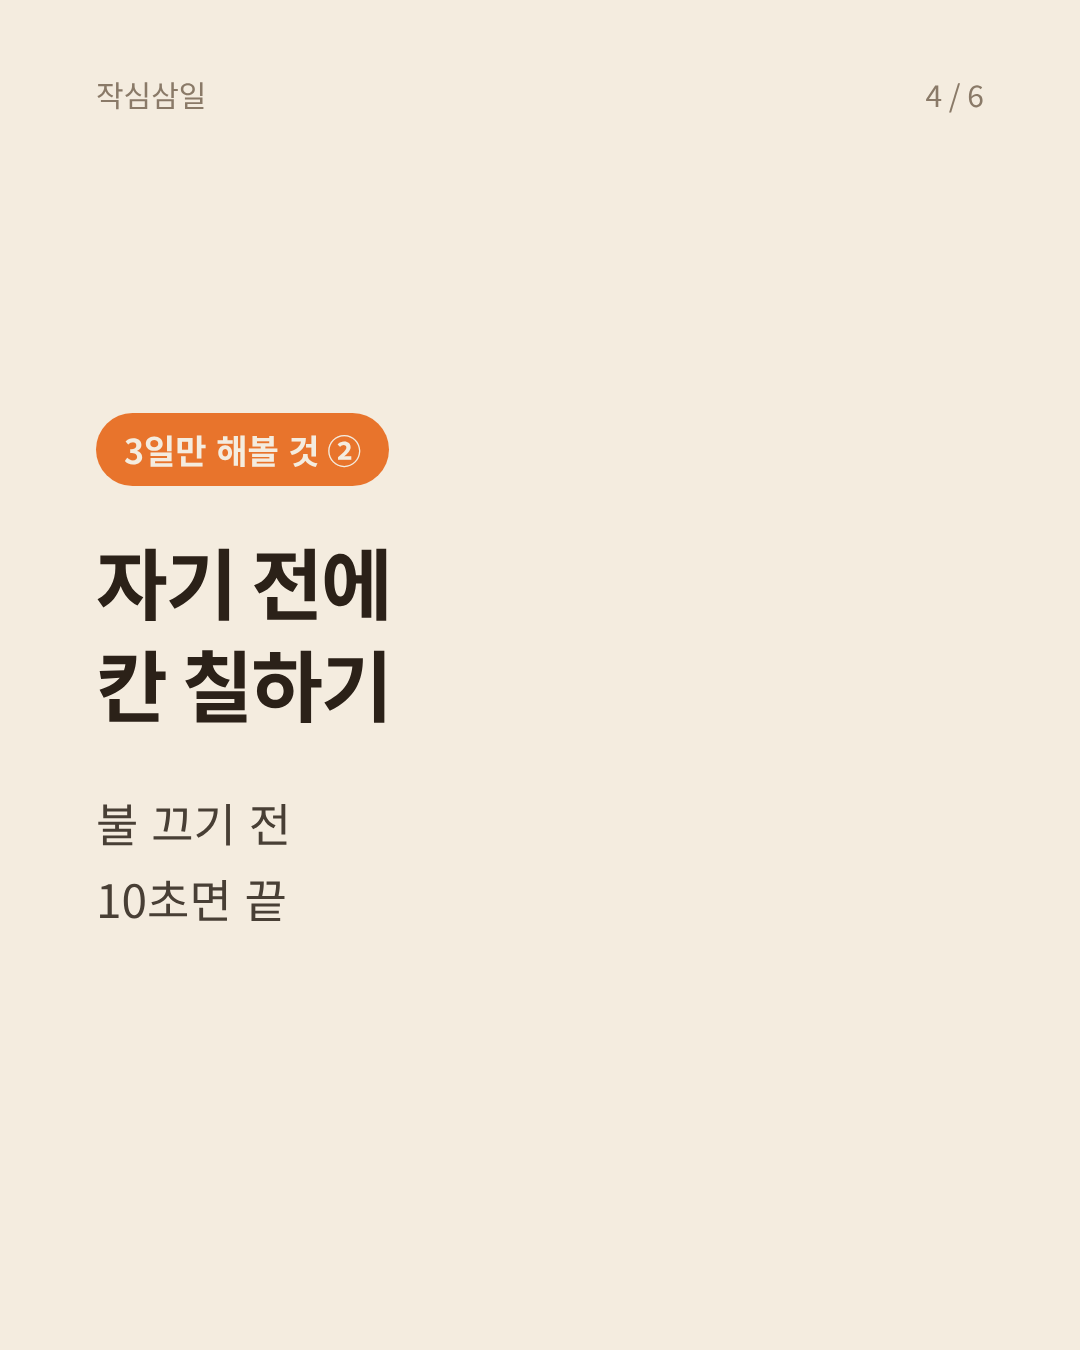 작심삼일
4 / 6
3일만 해볼 것 ②
자기 전에
칸 칠하기
불 끄기 전
10초면 끝